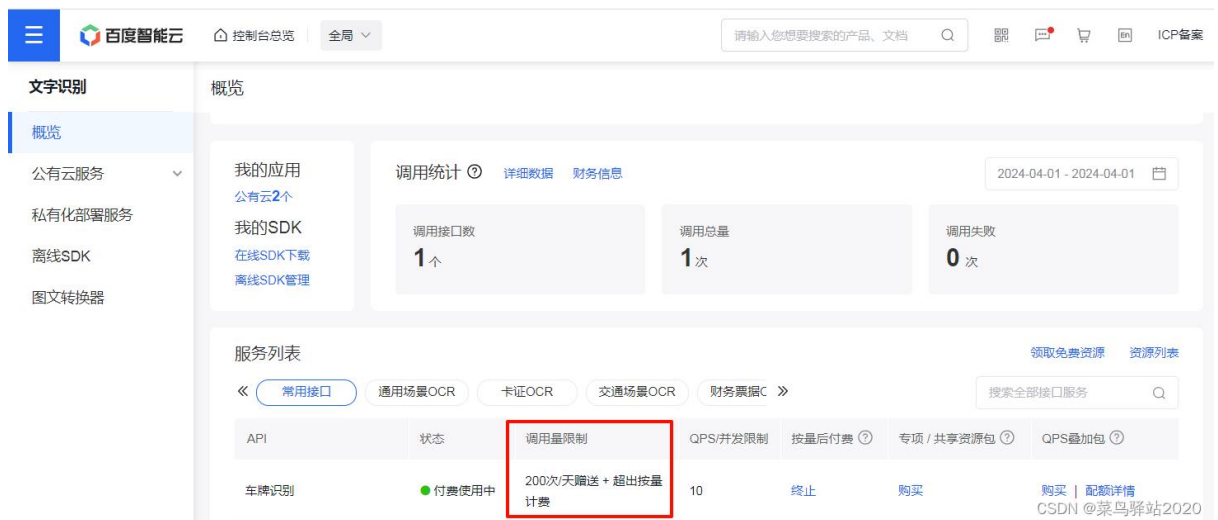 百度智能云
控制台总览
全局
请输入您想要搜索的产品、文档
En
ICP备案
文字识别
概览
公有云服务
私有化部署服务
离线SDK
图文转换器
概览
我的应用
公有云2个
我的SDK
在线SDK下载
离线SDK管理
调用统计 ? 详细数据 财务信息
2024-04-01 - 2024-04-01
调用接口数
1个
调用总量
1次
调用失败
0次
服务列表
领取免费资源 资源列表
« 常用接口 通用场景OCR 卡证OCR 交通场景OCR 财务票据C »
搜索全部接口服务
API 状态 调用量限制 QPS/并发限制 按量后付费 ? 专项 / 共享资源包 ? QPS叠加包 ?
车牌识别 付费使用中 200次/天赠送 + 超出按量
计费 10 终止 购买 购买 | 配额详情
CSDN @菜鸟驿站2020